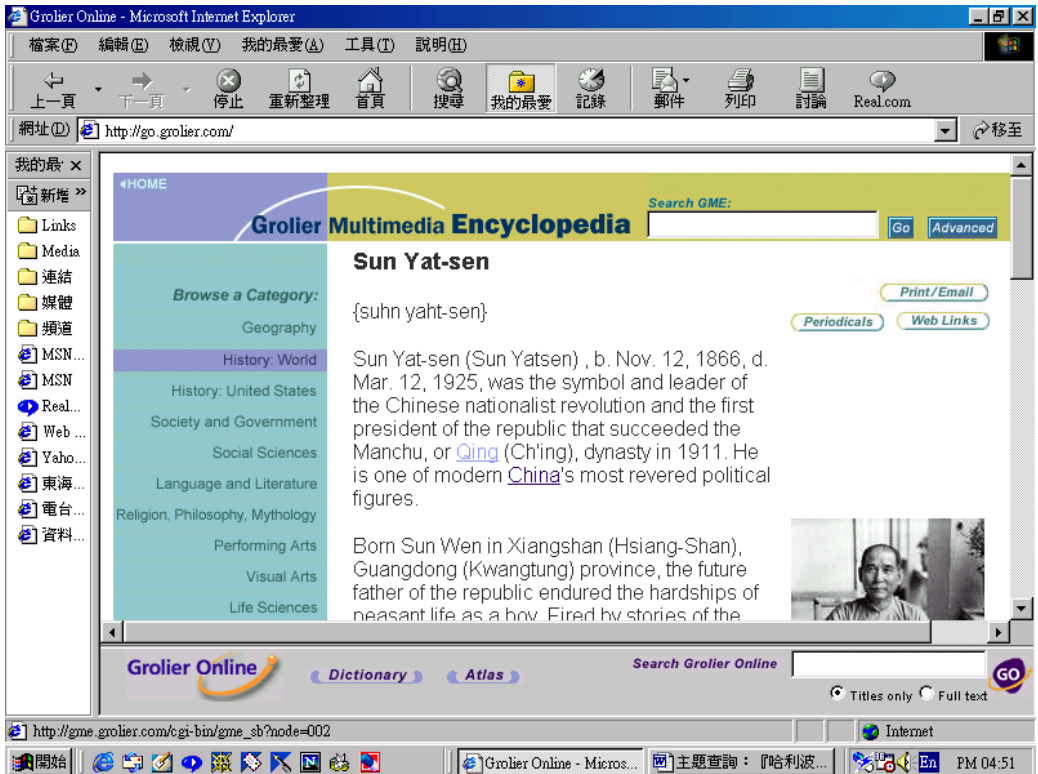 Grolier Online - Microsoft Internet Explorer
檔案(F) 編輯(E) 檢視(V) 我的最愛(A) 工具(T) 說明(H)
上一頁 下一頁 停止 重新整理 首頁 搜尋 我的最愛 記錄 郵件 列印 討論 Real.com
網址(D) http://go.grolier.com/ 移至
我的最
新增 »
Links
Media
連結
媒體
頻道
MSN...
MSN
Real...
Web ...
Yaho...
東海...
電台...
資料...
HOME
Grolier Multimedia Encyclopedia
Search GME:
Go Advanced
Browse a Category:
Geography
History: World
History: United States
Society and Government
Social Sciences
Language and Literature
Religion, Philosophy, Mythology
Performing Arts
Visual Arts
Life Sciences
Sun Yat-sen
{suhn yaht-sen}
Print/Email
Periodicals Web Links
Sun Yat-sen (Sun Yatsen) , b. Nov. 12, 1866, d.
Mar. 12, 1925, was the symbol and leader of
the Chinese nationalist revolution and the first
president of the republic that succeeded the
Manchu, or Qing (Ch'ing), dynasty in 1911. He
is one of modern China's most revered political
figures.
Born Sun Wen in Xiangshan (Hsiang-Shan),
Guangdong (Kwangtung) province, the future
father of the republic endured the hardships of
peasant life as a boy. Fired by stories of the
Grolier Online
Dictionary Atlas
Search Grolier Online
GO
Titles only Full text
http://gme.grolier.com/cgi-bin/gme_sb?node=002 Internet
開始 Grolier Online - Micros... 主題查詢：『哈利波... En PM 04:51